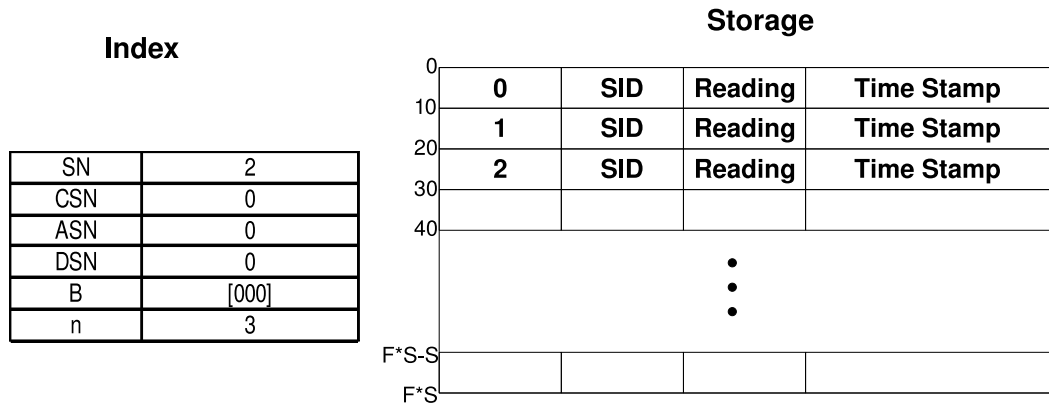 Index
SN 2
CSN 0
ASN 0
DSN 0
B [000]
n 3
Storage
0
0 SID Reading Time Stamp
10
1 SID Reading Time Stamp
20
2 SID Reading Time Stamp
30
40
F*S-S
F*S